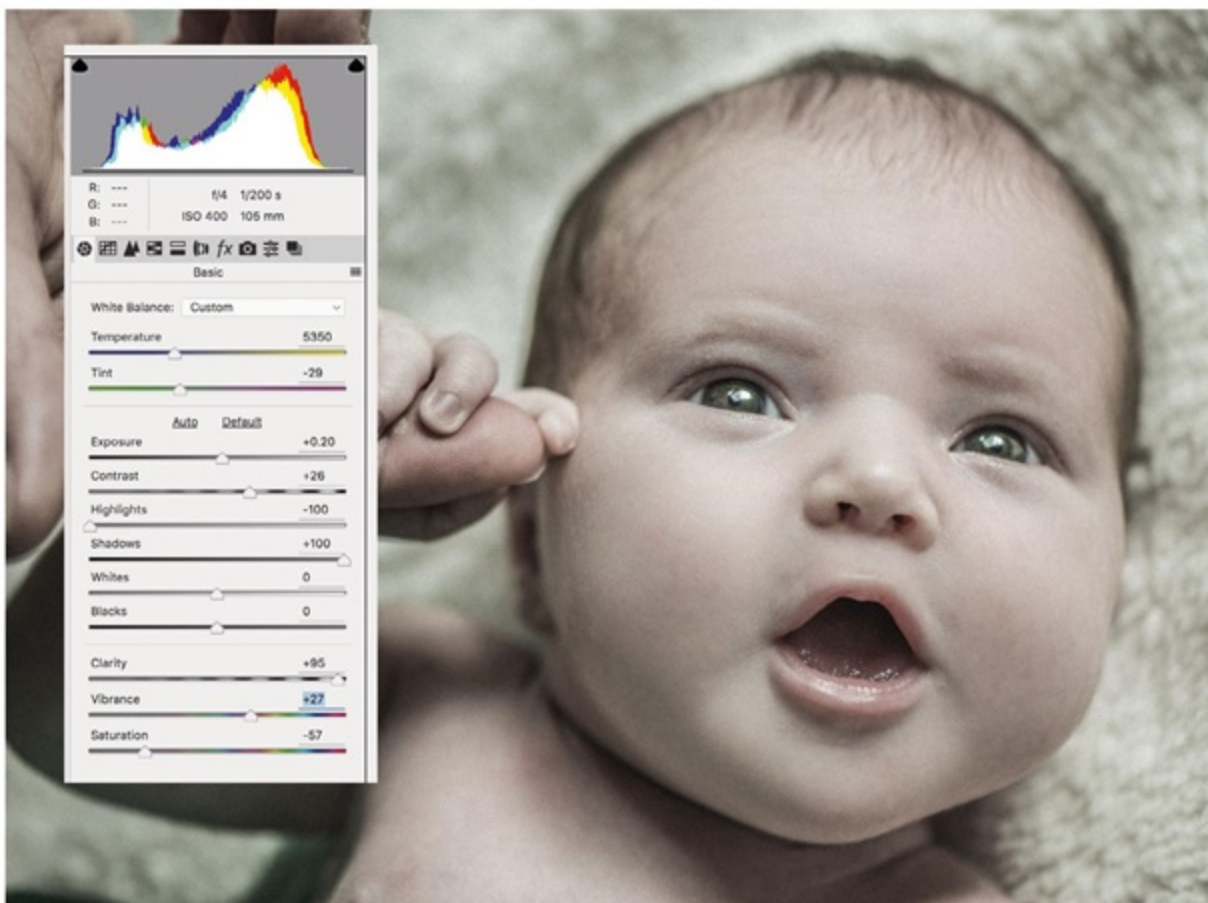 R: ---
G: ---
B: ---
f/4 1/200 s
ISO 400 105 mm
fx
Basic
White Balance: Custom
Temperature 5350
Tint -29
Auto Default
Exposure +0.20
Contrast +26
Highlights -100
Shadows +100
Whites 0
Blacks 0
Clarity +95
Vibrance +27
Saturation -57